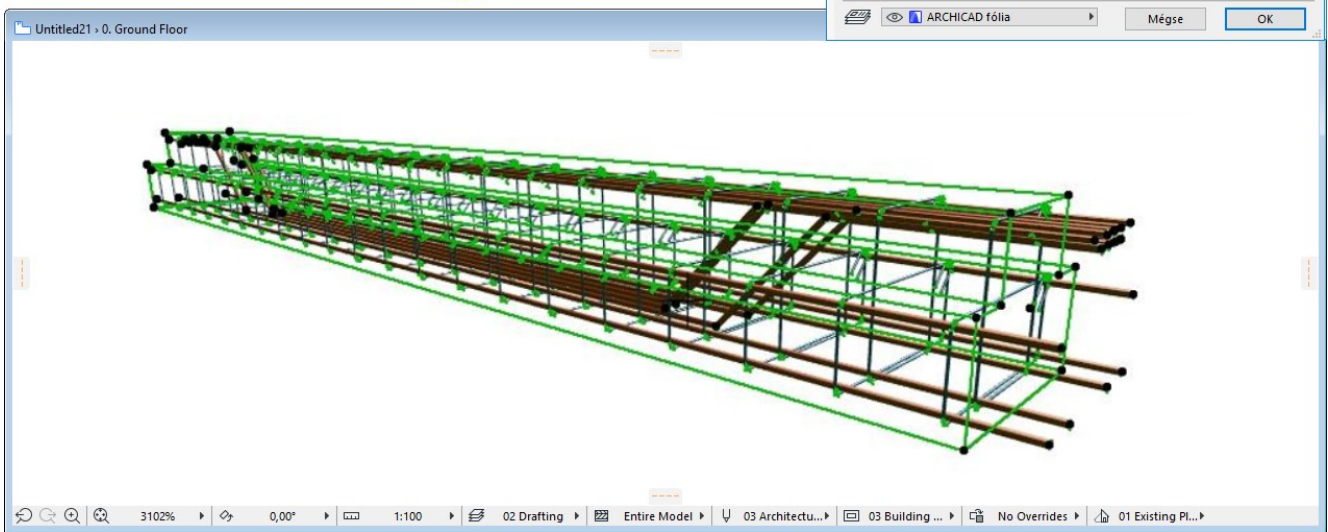 ARCHICAD fólia
Mégse
OK
Untitled21 › 0. Ground Floor
3102%
0,00°
1:100
02 Drafting
Entire Model
03 Architectu...
03 Building ...
No Overrides
01 Existing Pl...